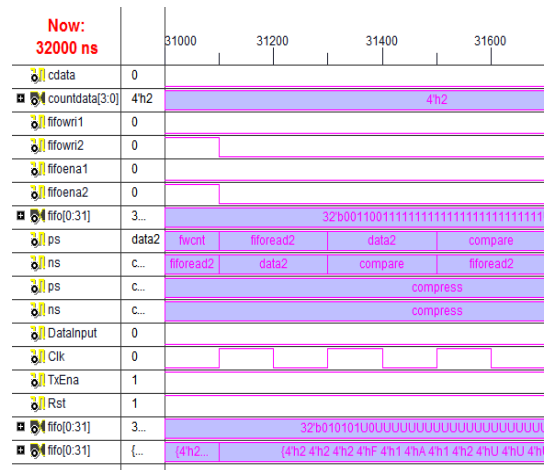 Now:
32000 ns
31000 31200 31400 31600
cdata 0
countdata[3:0] 4'h2 4'h2
fifowri1 0
fifowri2 0
fifoena1 0
fifoena2 0
fifo[0:31] 3...
ps data2 fwcnt fiforead2 data2 compare
ns c... fiforead2 data2 compare fiforead2
ps c... compress
ns c... compress
DataInput 0
Clk 0
TxEna 1
Rst 1
fifo[0:31] 3...
fifo[0:31] {... {4'h2... {4'h2 4'h2 4'h2 4'hF 4'h1 4'hA 4'h1 4'h2 4'hU 4'hU 4'hU